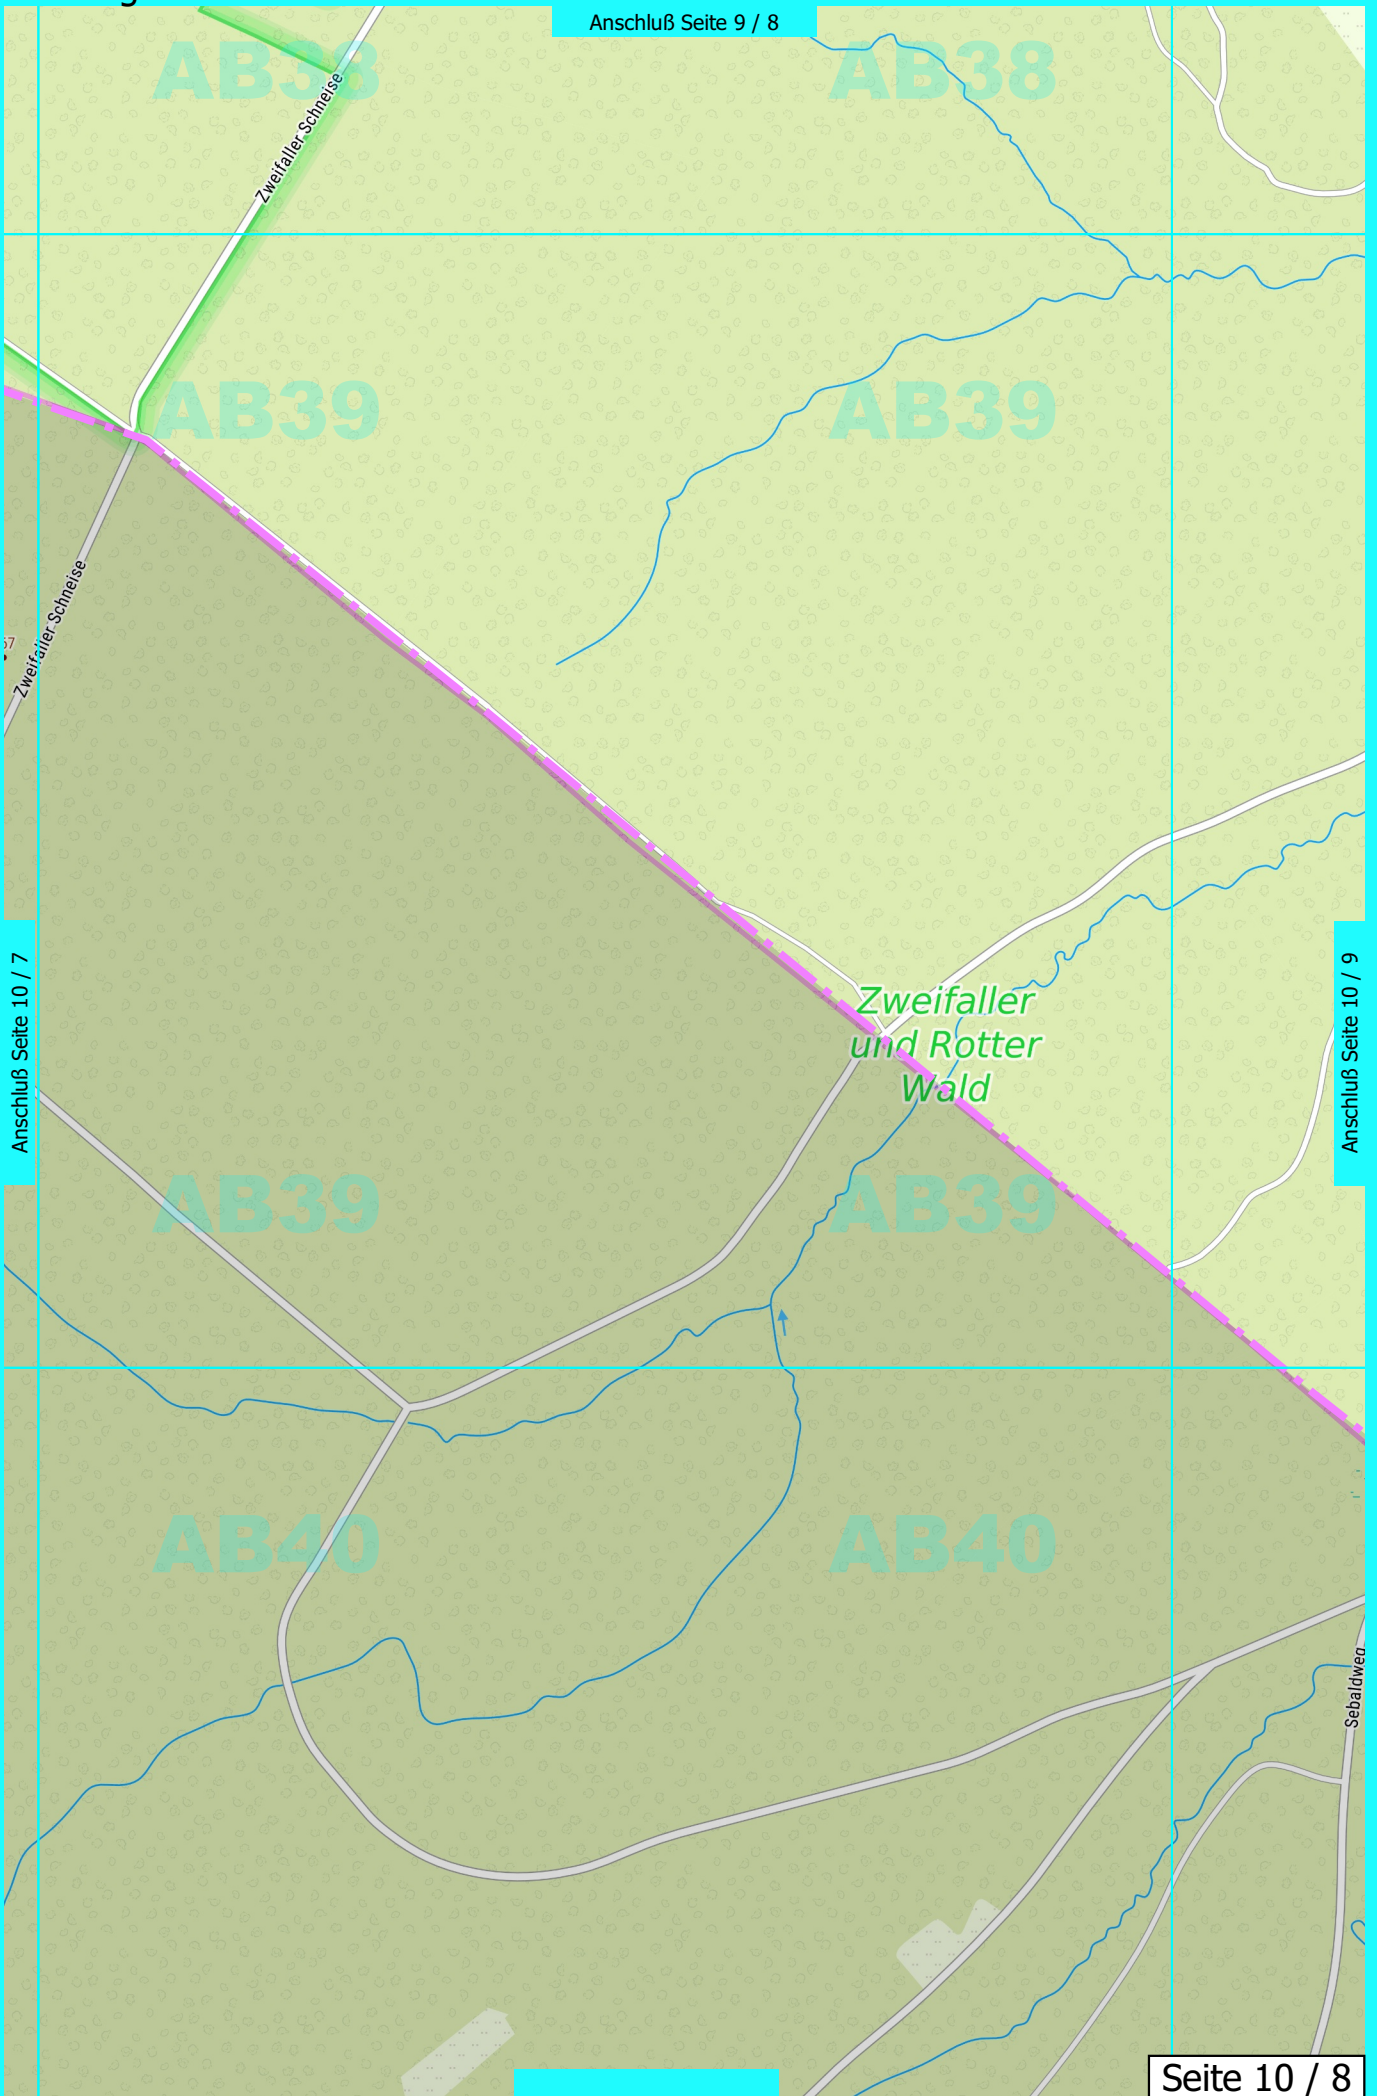 Anschluß Seite 9 / 8
AB38
AB38
Zweifaller Schneise
AB39
AB39
Zweifaller Schneise
57
Anschluß Seite 10 / 7
Anschluß Seite 10 / 9
Zweifaller
und Rotter
Wald
AB39
AB39
AB40
AB40
Sebaldweg
Seite 10 / 8